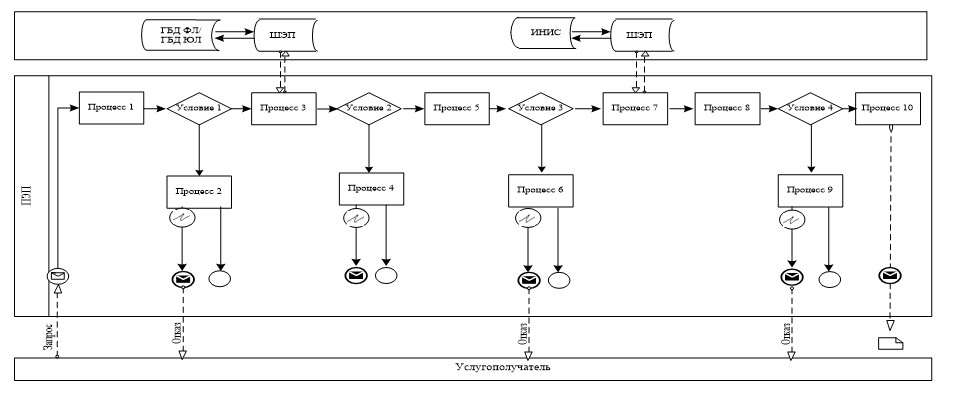 ГБД ФЛ/
ГБД ЮЛ
ШЭП
ИНИС
ШЭП
Процесс 1
Условие 1
Процесс 3
Условие 2
Процесс 5
Условие 3
Процесс 7
Процесс 8
Условие 4
Процесс 10
Процесс 2
Процесс 4
Процесс 6
Процесс 9
ПСП
Запрос
Отказ
Отказ
Отказ
Услугополучатель